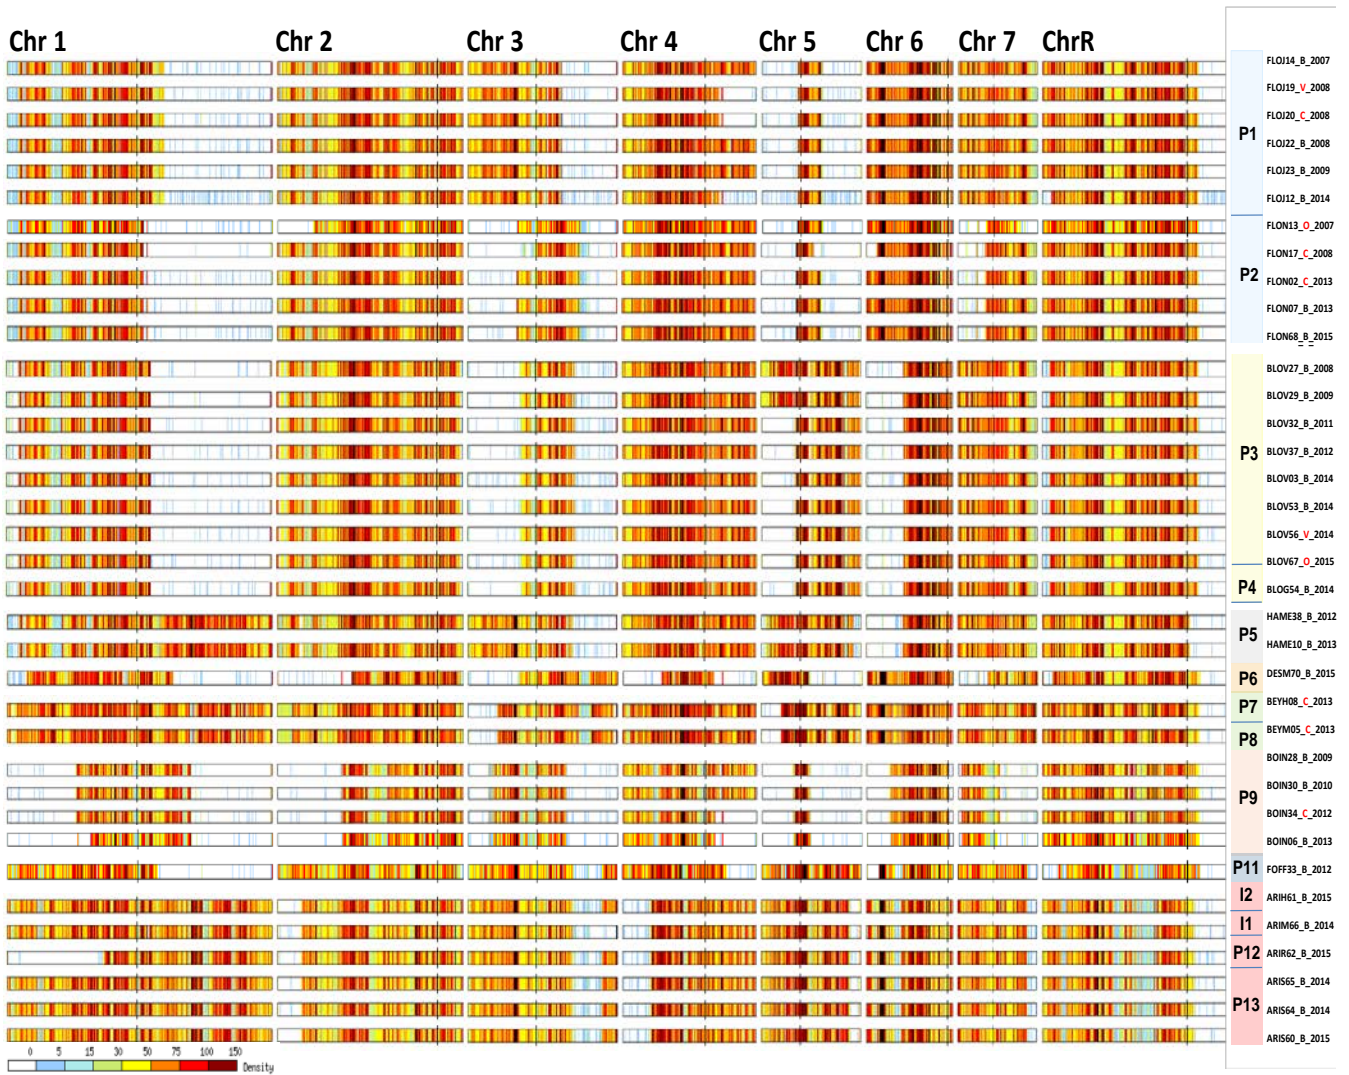 Chr 1 Chr 2 Chr 3 Chr 4 Chr 5 Chr 6 Chr 7 ChrR
P1
FLOJ14_B_2007
FLOJ19_V_2008
FLOJ20_C_2008
FLOJ22_B_2008
FLOJ23_B_2009
FLOJ12_B_2014
P2
FLON13_O_2007
FLON17_C_2008
FLON02_C_2013
FLON07_B_2013
FLON68_B_2015
P3
BLOV27_B_2008
BLOV29_B_2009
BLOV32_B_2011
BLOV37_B_2012
BLOV03_B_2014
BLOV53_B_2014
BLOV56_V_2014
BLOV67_O_2015
P4
BLOG54_B_2014
P5
HAME38_B_2012
HAME10_B_2013
P6
DESM70_B_2015
P7
BEYH08_C_2013
P8
BEYM05_C_2013
P9
BOIN28_B_2009
BOIN30_B_2010
BOIN34_C_2012
BOIN06_B_2013
P11
FOFF33_B_2012
I2
ARIH61_B_2015
I1
ARIM66_B_2014
P12
ARIR62_B_2015
P13
ARIS65_B_2014
ARIS64_B_2014
ARIS60_B_2015
0 5 15 30 50 75 100 150
Density